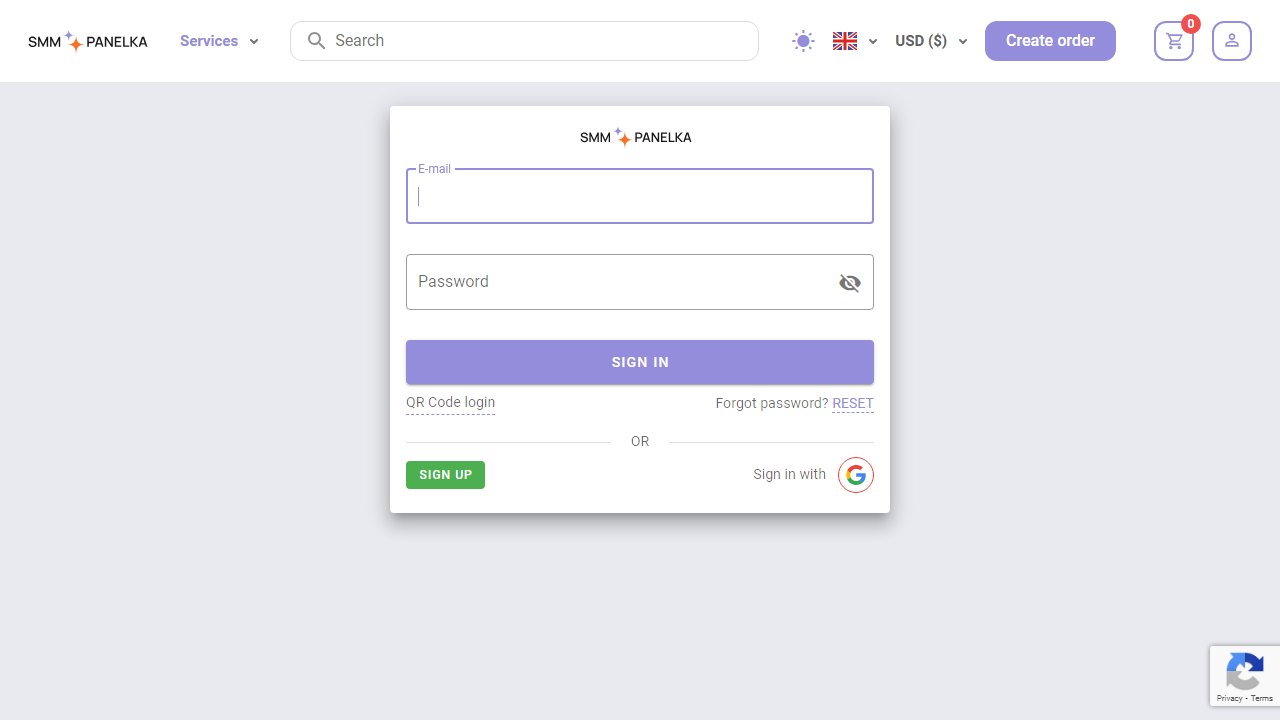 SMM PANELKA
Services
Search
USD ($)
Create order
0
SMM PANELKA
E-mail
Password
SIGN IN
QR Code login
Forgot password? RESET
OR
SIGN UP
Sign in with
Privacy - Terms